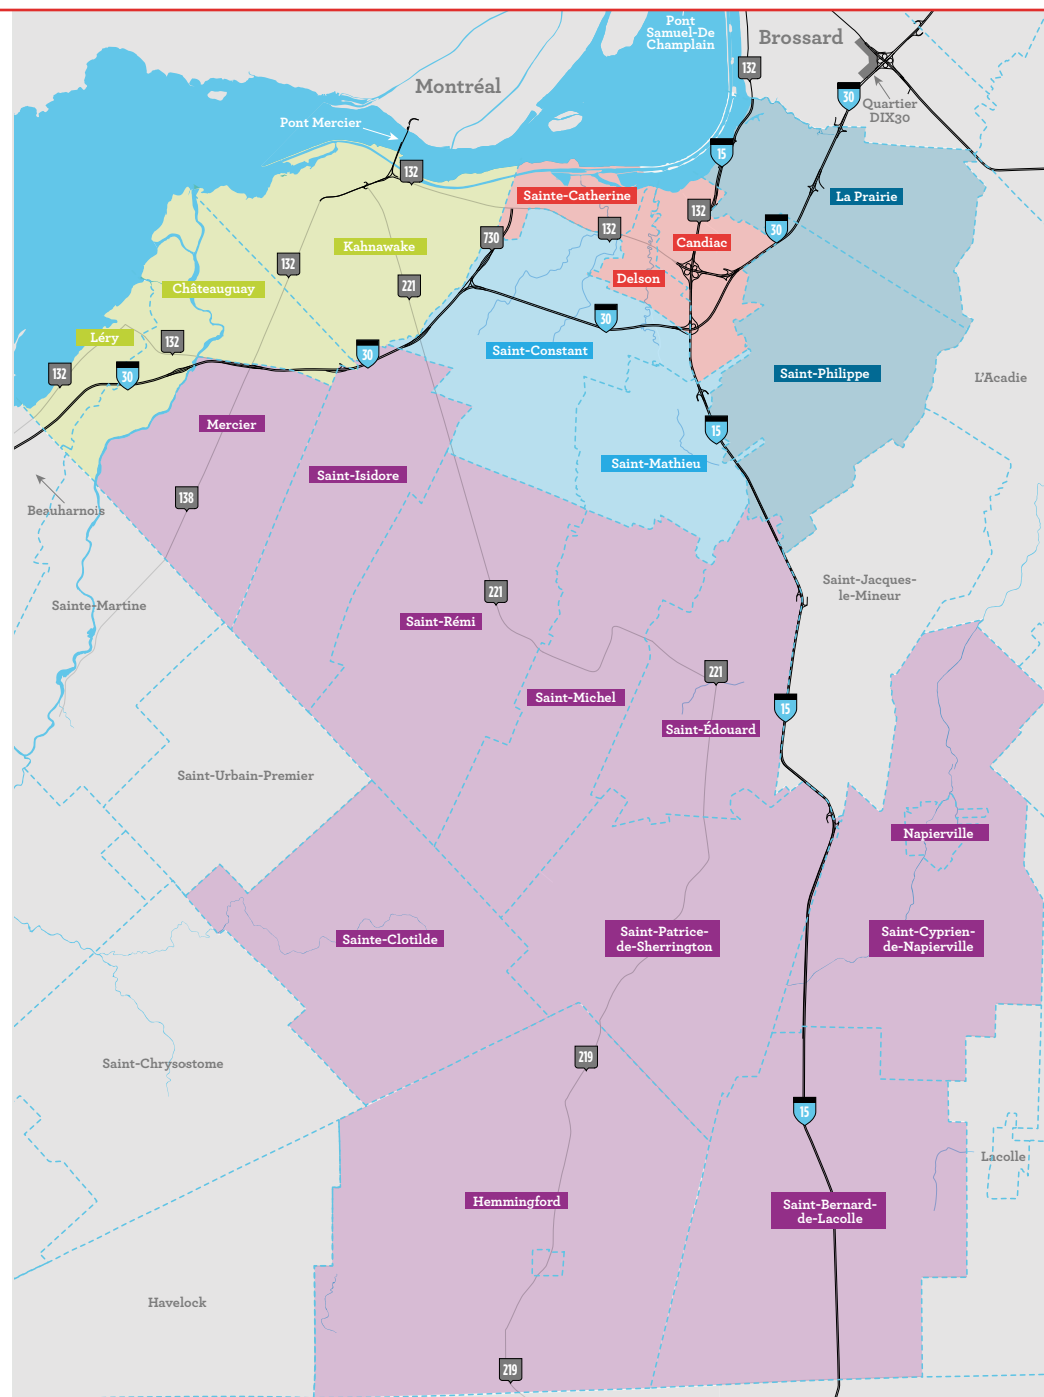 Pont
Samuel-De
Champlain
Brossard
132
Montréal
30
Quartier
DIX30
Pont Mercier
15
132
Sainte-Catherine
La Prairie
132
132
30
730
Kahnawake
Candiac
132
Delson
221
Châteauguay
30
Léry
132
Saint-Constant
30
132
30
Saint-Philippe
L'Acadie
Mercier
15
Saint-Mathieu
Saint-Isidore
138
Beauharnois
Saint-Jacques-
le-Mineur
221
Sainte-Martine
Saint-Rémi
221
Saint-Michel
15
Saint-Édouard
Saint-Urbain-Premier
Napierville
Sainte-Clotilde
Saint-Patrice-
de-Sherrington
Saint-Cyprien-
de-Napierville
219
Saint-Chrysostome
15
Lacolle
Hemmingford
Saint-Bernard-
de-Lacolle
Havelock
219